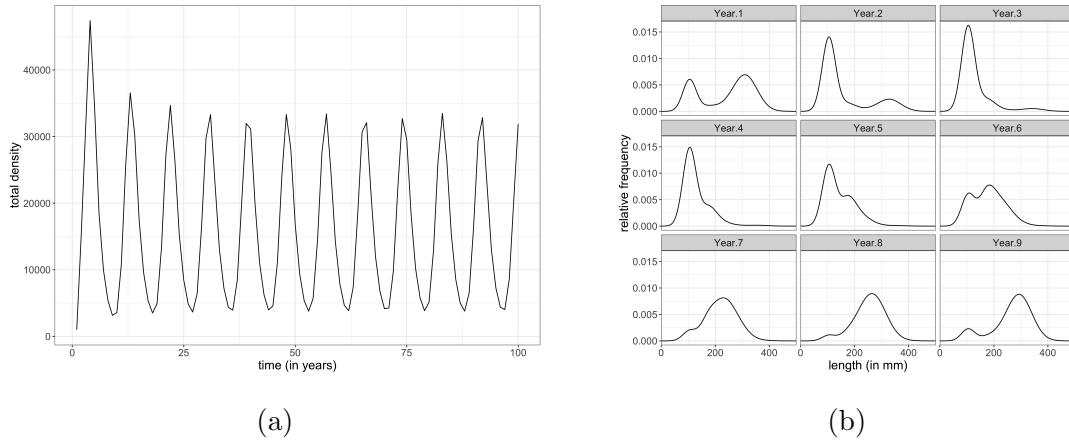 total density
40000
30000
20000
10000
0
0 25 50 75 100
time (in years)
(a)
Year.1 Year.2 Year.3
0.015
0.010
0.005
0.000
Year.4 Year.5 Year.6
relative frequency
0.015
0.010
0.005
0.000
Year.7 Year.8 Year.9
0.015
0.010
0.005
0.000
0 200 400 0 200 400 0 200 400
length (in mm)
(b)